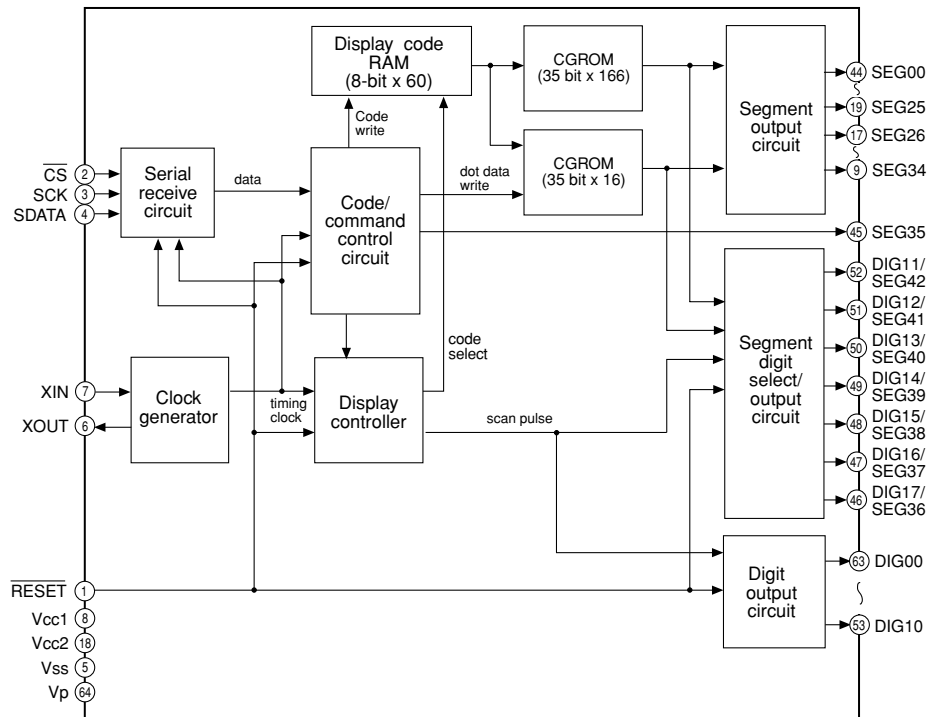 Display code
RAM
(8-bit x 60)
CGROM
(35 bit x 166)
CGROM
(35 bit x 16)
Segment
output
circuit
44 SEG00
19 SEG25
17 SEG26
9 SEG34
Code
write
dot data
write
CS 2
SCK 3
SDATA 4
Serial
receive
circuit
data
Code/
command
control
circuit
45 SEG35
52 DIG11/
SEG42
51 DIG12/
SEG41
50 DIG13/
SEG40
49 DIG14/
SEG39
48 DIG15/
SEG38
47 DIG16/
SEG37
46 DIG17/
SEG36
Segment
digit
select/
output
circuit
code
select
XIN 7
XOUT 6
Clock
generator
timing
clock
Display
controller
scan pulse
RESET 1
Vcc1 8
Vcc2 18
Vss 5
Vp 64
Digit
output
circuit
63 DIG00
53 DIG10